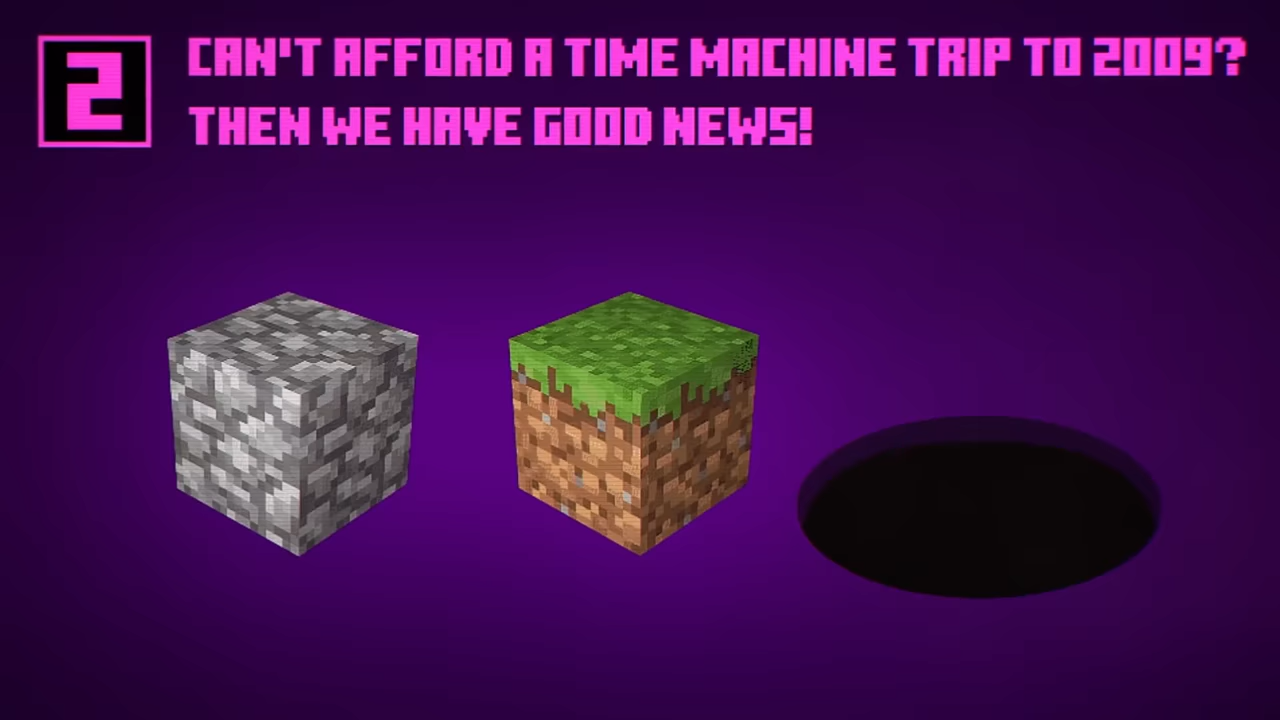 2
CAN'T AFFORD A TIME MACHINE TRIP TO 2009?
THEN WE HAVE GOOD NEWS!